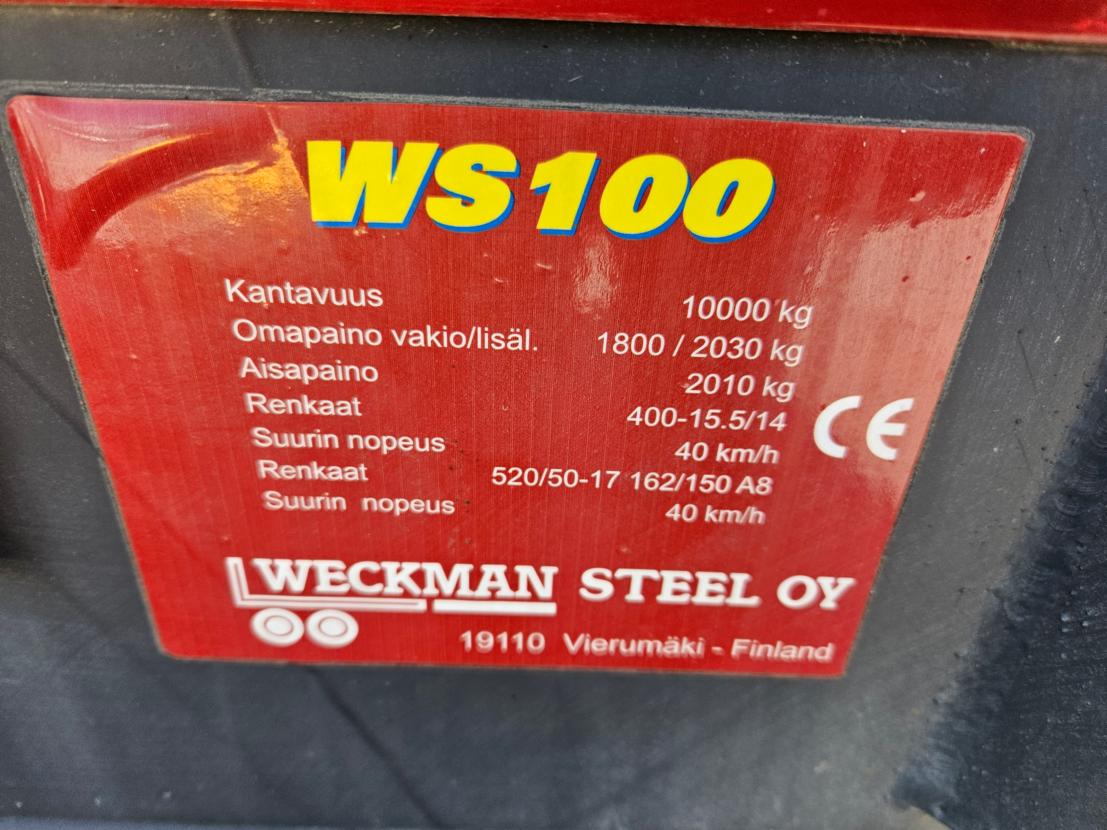 WS100
Kantavuus 10000 kg
Omapaino vakio/lisäl. 1800 / 2030 kg
Aisapaino 2010 kg
Renkaat 400-15.5/14
Suurin nopeus 40 km/h
Renkaat 520/50-17 162/150 A8
Suurin nopeus 40 km/h
CE
WECKMAN STEEL OY
19110 Vierumäki - Finland